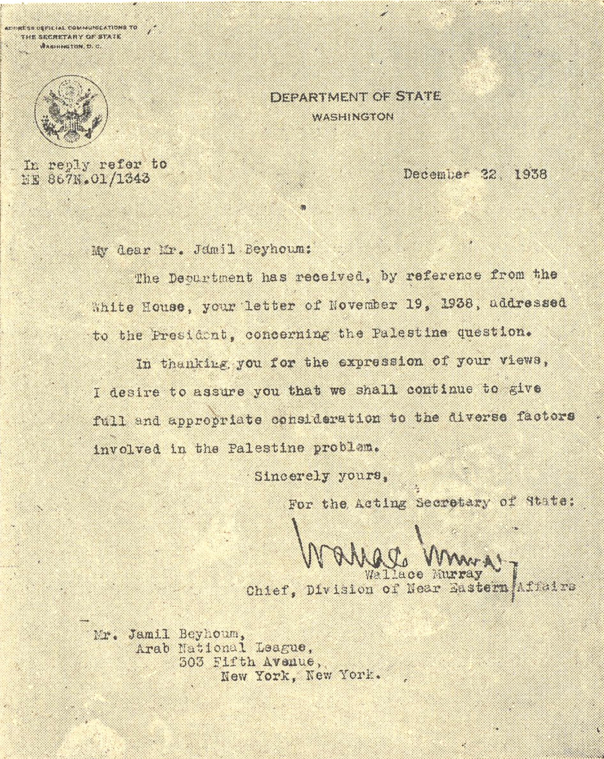 ADDRESS OFFICIAL COMMUNICATIONS TO
THE SECRETARY OF STATE
WASHINGTON, D. C.
DEPARTMENT OF STATE
WASHINGTON
In reply refer to
NE 867N.01/1343
December 22, 1938
My dear Mr. Jamil Beyhoum:
The Department has received, by reference from the
White House, your letter of November 19, 1938, addressed
to the President, concerning the Palestine question.
In thanking you for the expression of your views,
I desire to assure you that we shall continue to give
full and appropriate consideration to the diverse factors
involved in the Palestine problem.
Sincerely yours,
For the Acting Secretary of State:
Wallace Murray
Wallace Murray
Chief, Division of Near Eastern Affairs
Mr. Jamil Beyhoum,
Arab National League,
303 Fifth Avenue,
New York, New York.